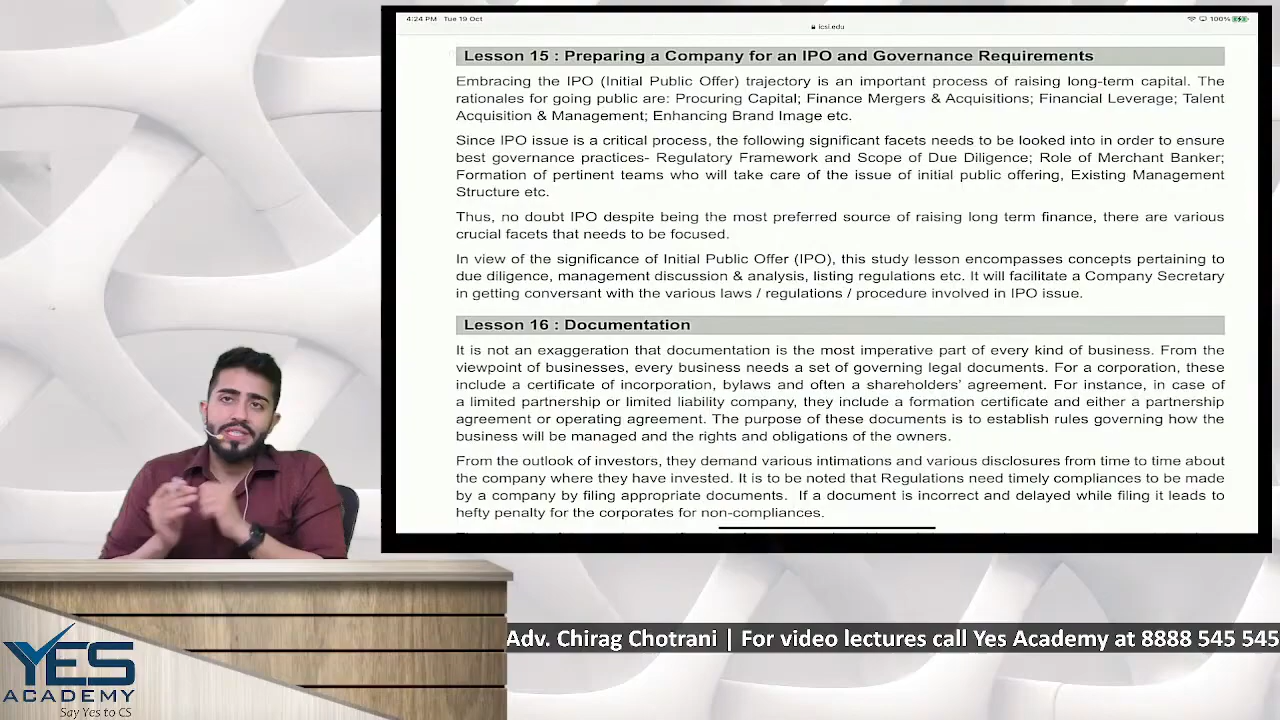 4:24 PM Tue 19 Oct
icsi.edu
100%
Lesson 15 : Preparing a Company for an IPO and Governance Requirements
Embracing the IPO (Initial Public Offer) trajectory is an important process of raising long-term capital. The
rationales for going public are: Procuring Capital; Finance Mergers & Acquisitions; Financial Leverage; Talent
Acquisition & Management; Enhancing Brand Image etc.
Since IPO issue is a critical process, the following significant facets needs to be looked into in order to ensure
best governance practices- Regulatory Framework and Scope of Due Diligence; Role of Merchant Banker;
Formation of pertinent teams who will take care of the issue of initial public offering, Existing Management
Structure etc.
Thus, no doubt IPO despite being the most preferred source of raising long term finance, there are various
crucial facets that needs to be focused.
In view of the significance of Initial Public Offer (IPO), this study lesson encompasses concepts pertaining to
due diligence, management discussion & analysis, listing regulations etc. It will facilitate a Company Secretary
in getting conversant with the various laws / regulations / procedure involved in IPO issue.
Lesson 16 : Documentation
It is not an exaggeration that documentation is the most imperative part of every kind of business. From the
viewpoint of businesses, every business needs a set of governing legal documents. For a corporation, these
include a certificate of incorporation, bylaws and often a shareholders' agreement. For instance, in case of
a limited partnership or limited liability company, they include a formation certificate and either a partnership
agreement or operating agreement. The purpose of these documents is to establish rules governing how the
business will be managed and the rights and obligations of the owners.
From the outlook of investors, they demand various intimations and various disclosures from time to time about
the company where they have invested. It is to be noted that Regulations need timely compliances to be made
by a company by filing appropriate documents. If a document is incorrect and delayed while filing it leads to
hefty penalty for the corporates for non-compliances.
Adv. Chirag Chotrani | For video lectures call Yes Academy at 8888 545 545
YES
ACADEMY
Say Yes to CS